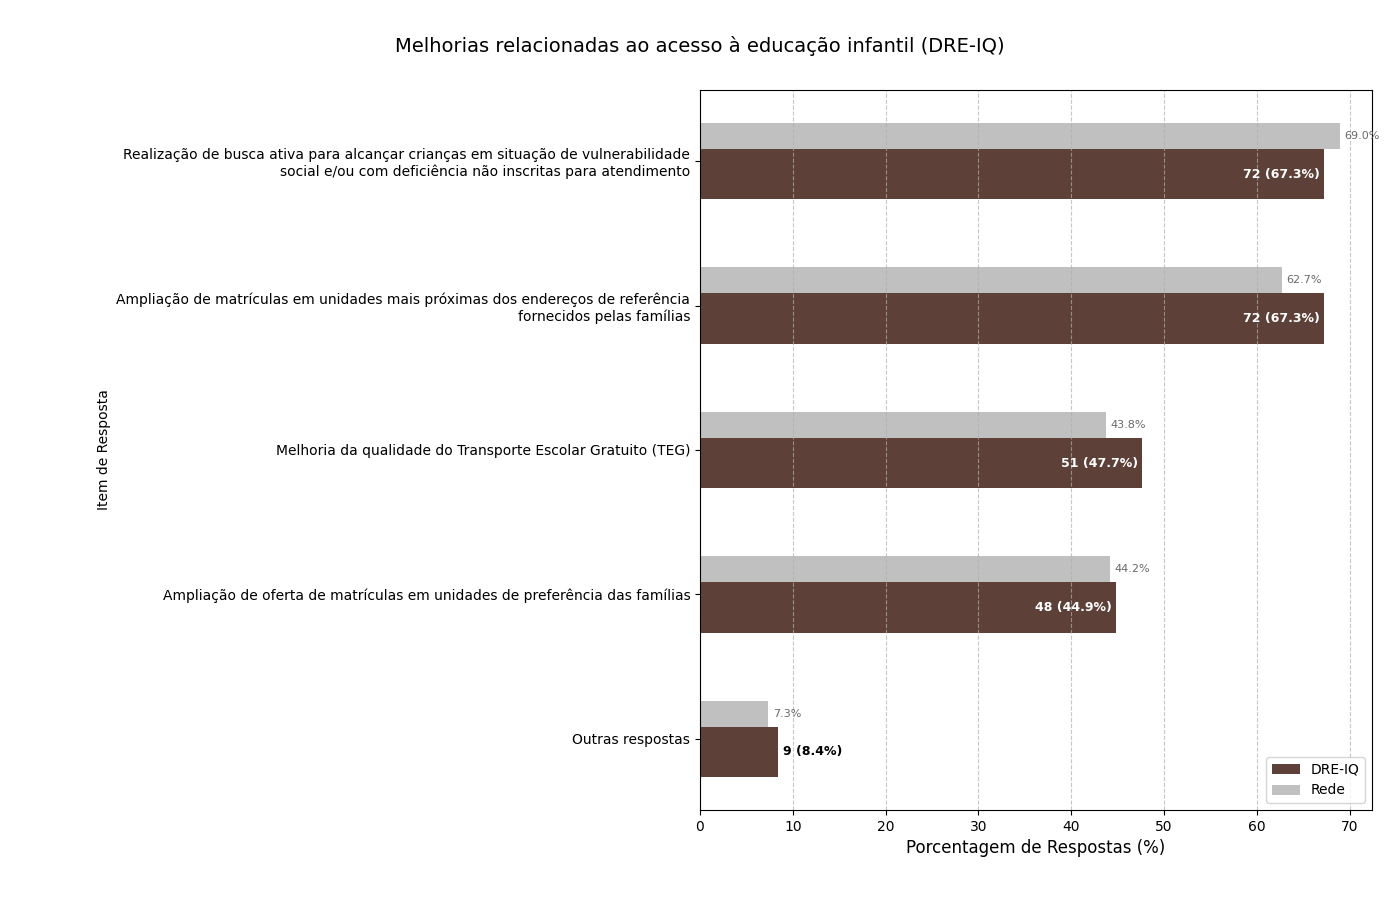 Melhorias relacionadas ao acesso à educação infantil (DRE-IQ)
Item de Resposta
Realização de busca ativa para alcançar crianças em situação de vulnerabilidade
social e/ou com deficiência não inscritas para atendimento
69.0%
72 (67.3%)
Ampliação de matrículas em unidades mais próximas dos endereços de referência
fornecidos pelas famílias
62.7%
72 (67.3%)
Melhoria da qualidade do Transporte Escolar Gratuito (TEG)
43.8%
51 (47.7%)
Ampliação de oferta de matrículas em unidades de preferência das famílias
44.2%
48 (44.9%)
Outras respostas
7.3%
9 (8.4%)
DRE-IQ
Rede
0 10 20 30 40 50 60 70
Porcentagem de Respostas (%)